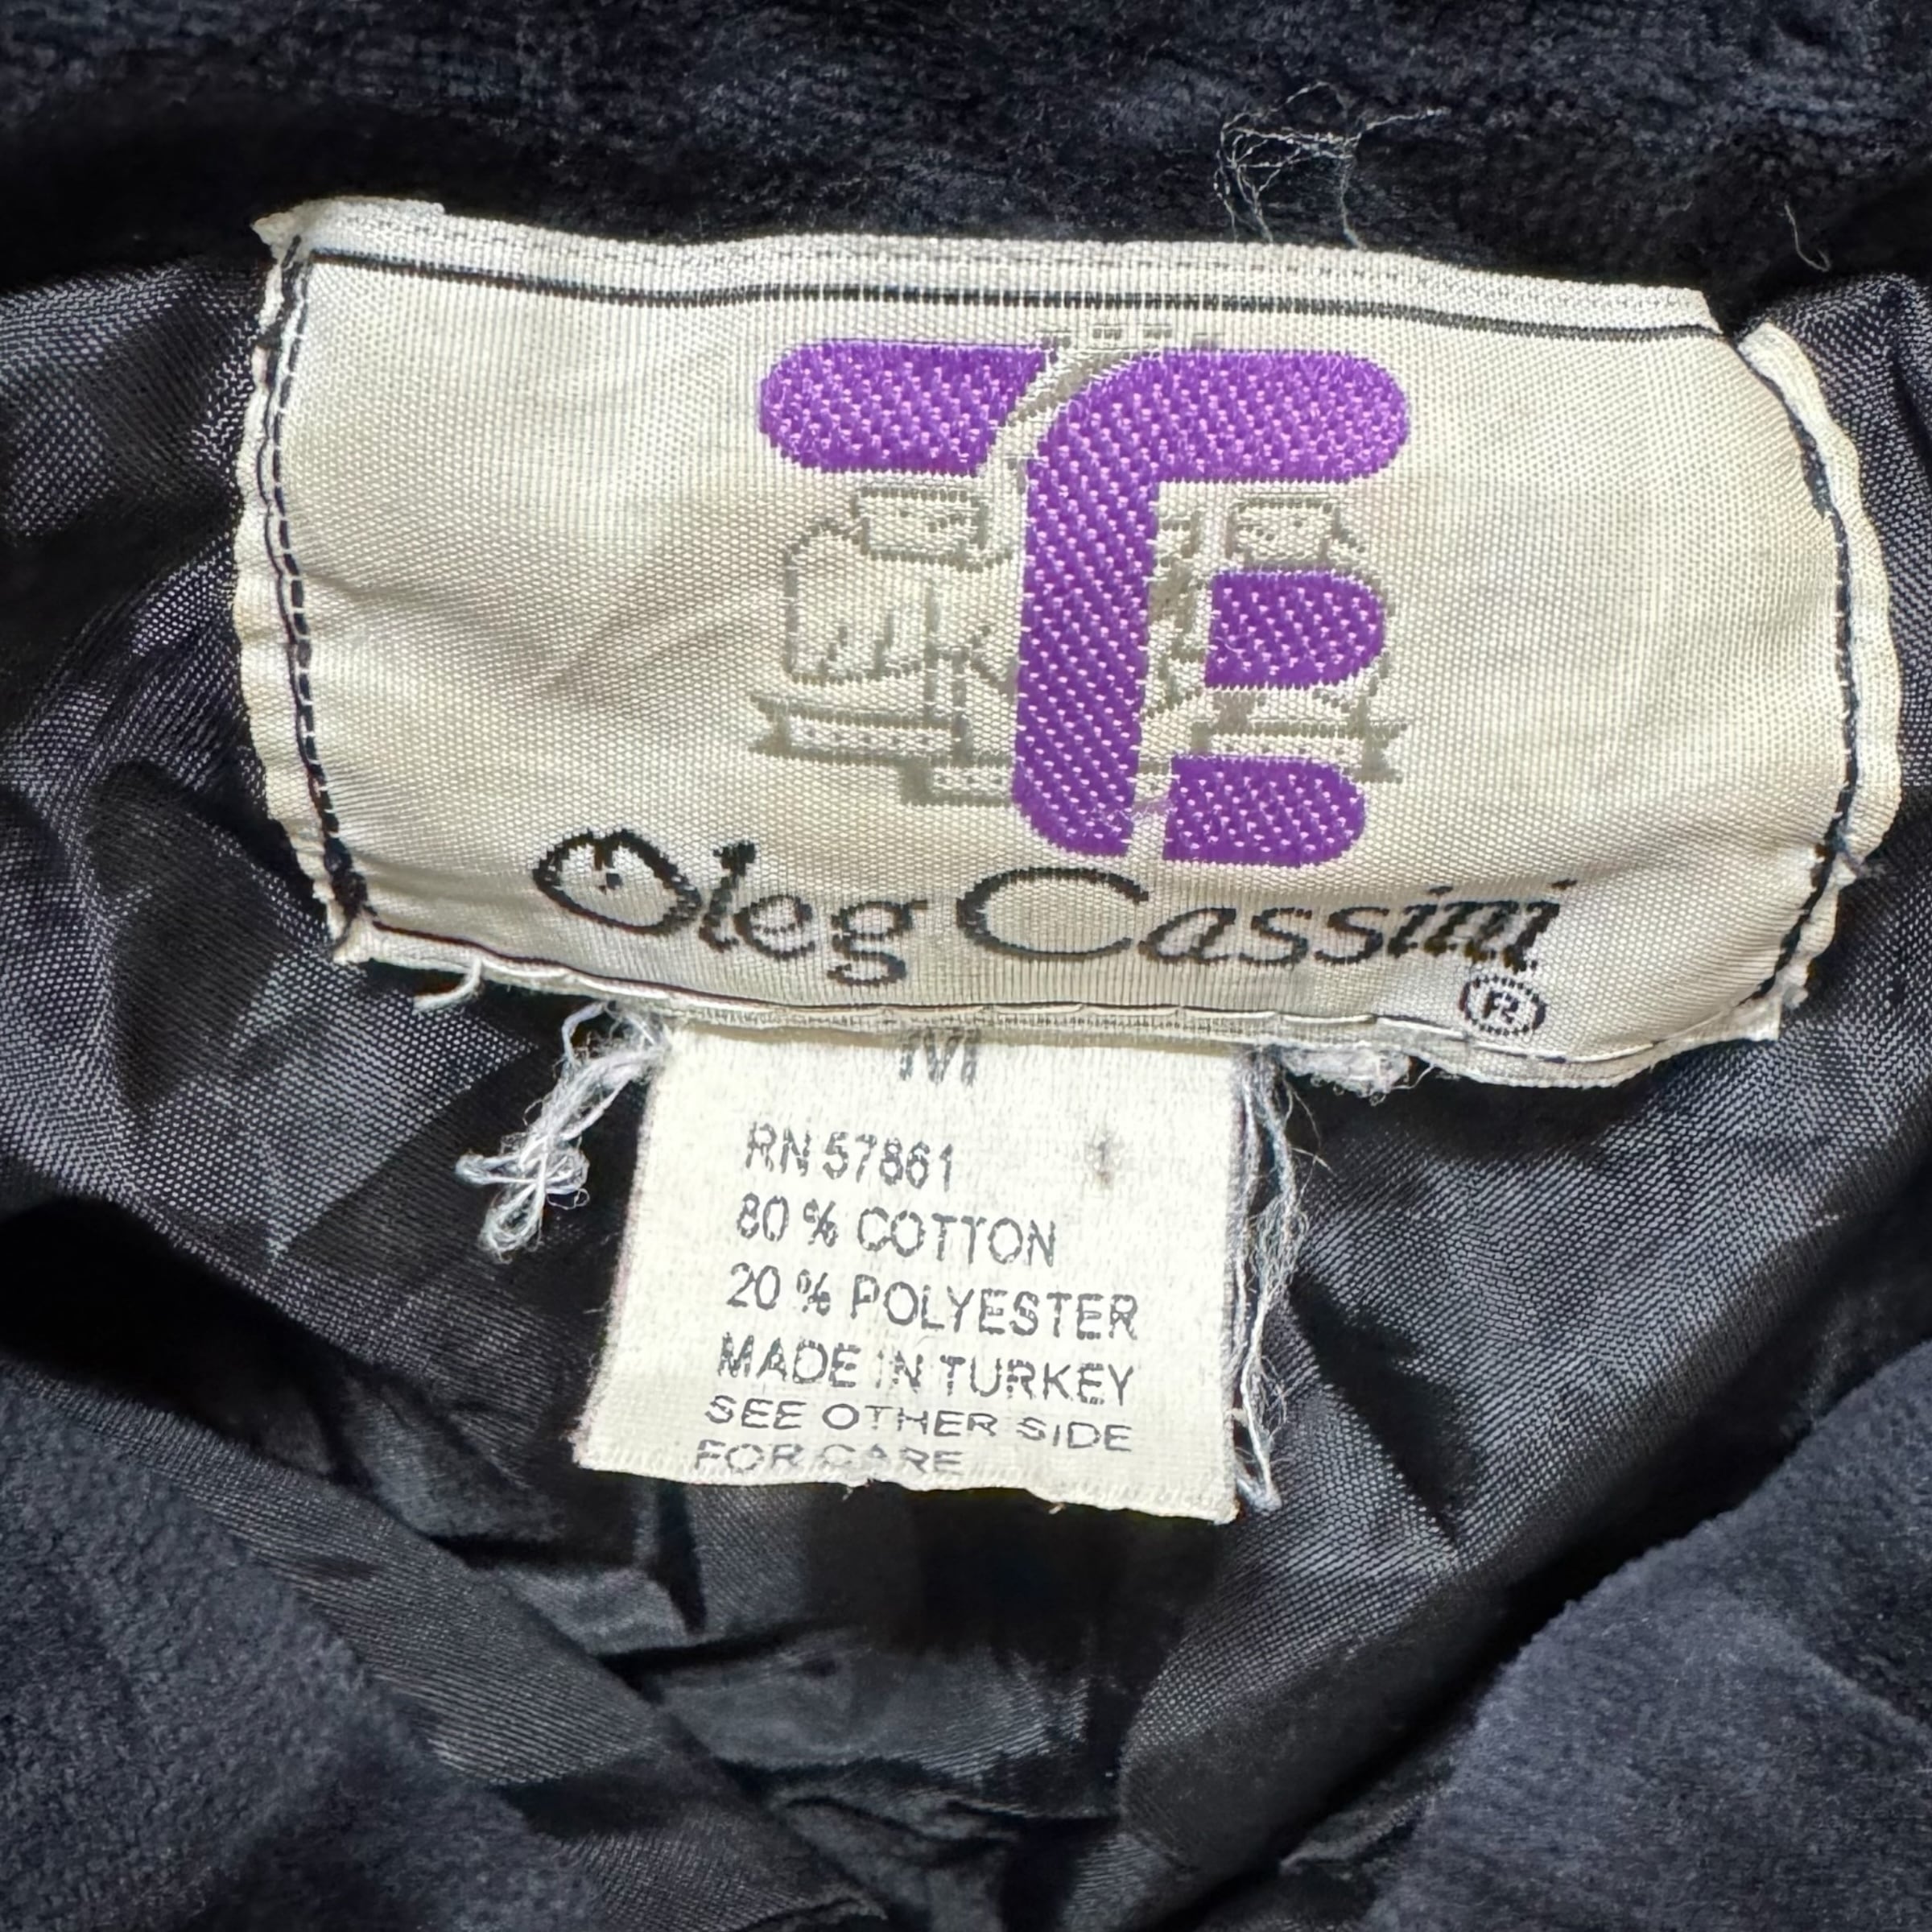 Oleg Cassini
®
M
RN 57861
80 % COTTON
20 % POLYESTER
MADE IN TURKEY
SEE OTHER SIDE
FOR CARE